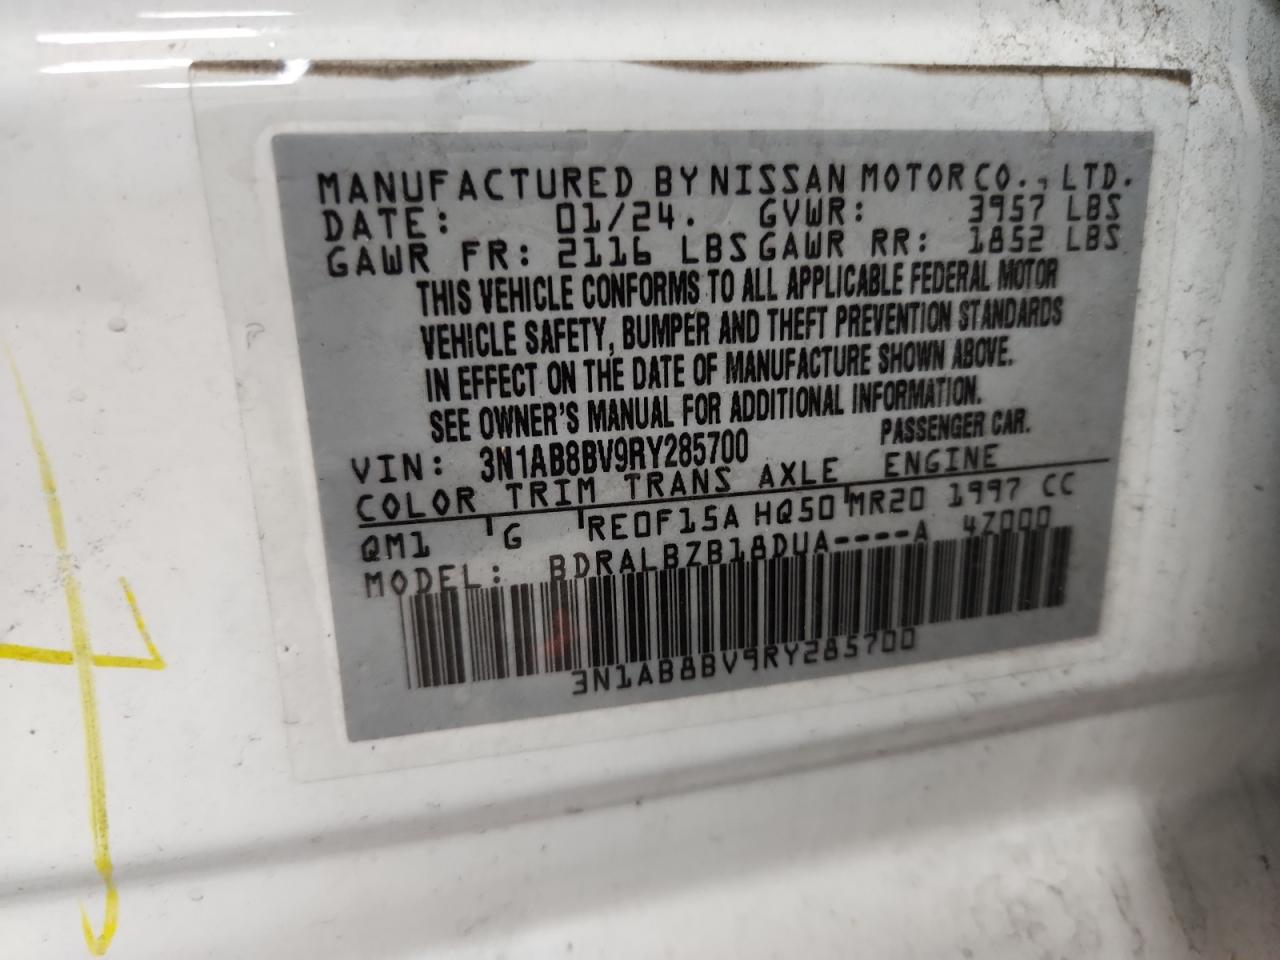 MANUFACTURED BY NISSAN MOTOR CO., LTD.
DATE: 01/24. GVWR: 3957 LBS
GAWR FR: 2116 LBS GAWR RR: 1852 LBS
THIS VEHICLE CONFORMS TO ALL APPLICABLE FEDERAL MOTOR
VEHICLE SAFETY, BUMPER AND THEFT PREVENTION STANDARDS
IN EFFECT ON THE DATE OF MANUFACTURE SHOWN ABOVE.
SEE OWNER'S MANUAL FOR ADDITIONAL INFORMATION.
VIN: 3N1AB8BV9RY285700 PASSENGER CAR.
COLOR TRIM TRANS AXLE ENGINE
QM1 G RE0F15A HQ50 MR20 1997 CC
MODEL: BDRALBZB18DUA----A 4Z000
3N1AB8BV9RY285700